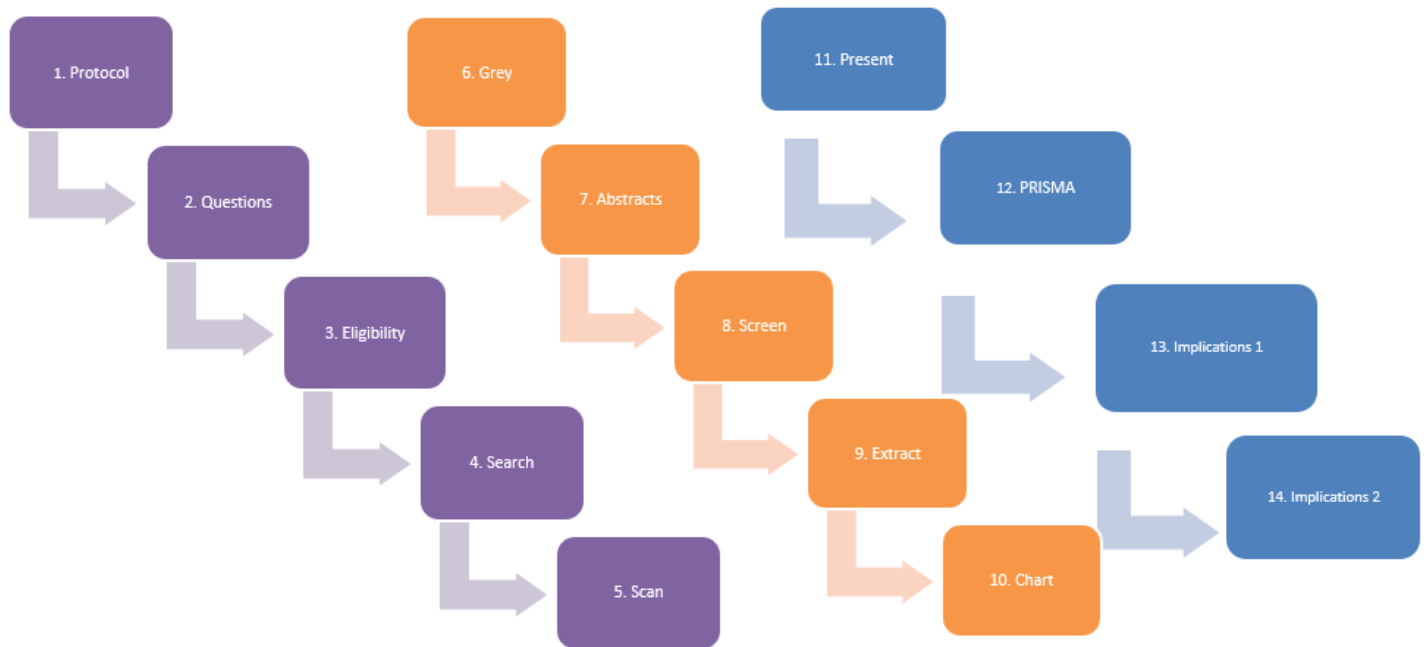 1. Protocol
2. Questions
3. Eligibility
4. Search
5. Scan
6. Grey
7. Abstracts
8. Screen
9. Extract
10. Chart
11. Present
12. PRISMA
13. Implications 1
14. Implications 2